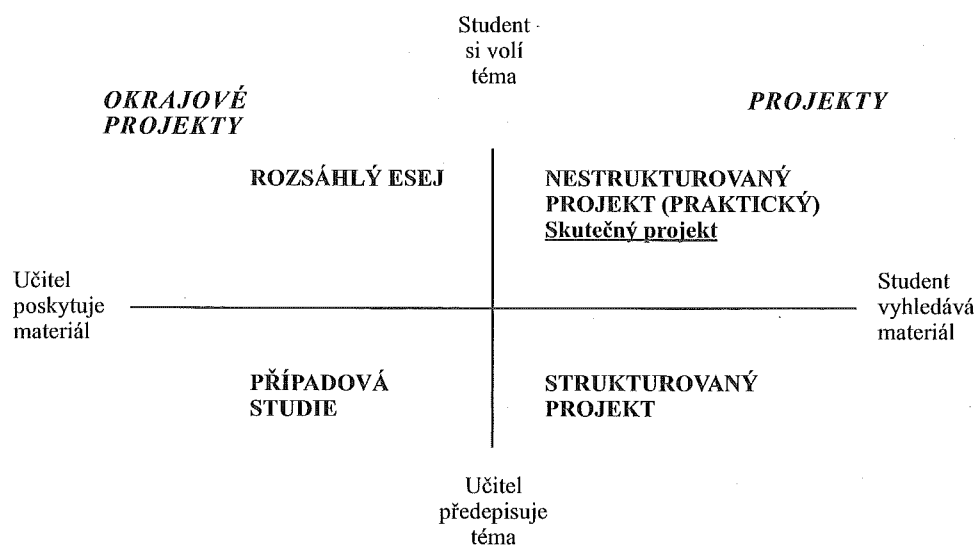 Student
si volí
téma
OKRAJOVÉ
PROJEKTY
PROJEKTY
ROZSÁHLÝ ESEJ
NESTRUKTUROVANÝ
PROJEKT (PRAKTICKÝ)
Skutečný projekt
Učitel
poskytuje
materiál
Student
vyhledává
materiál
PŘÍPADOVÁ
STUDIE
STRUKTUROVANÝ
PROJEKT
Učitel
předepisuje
téma